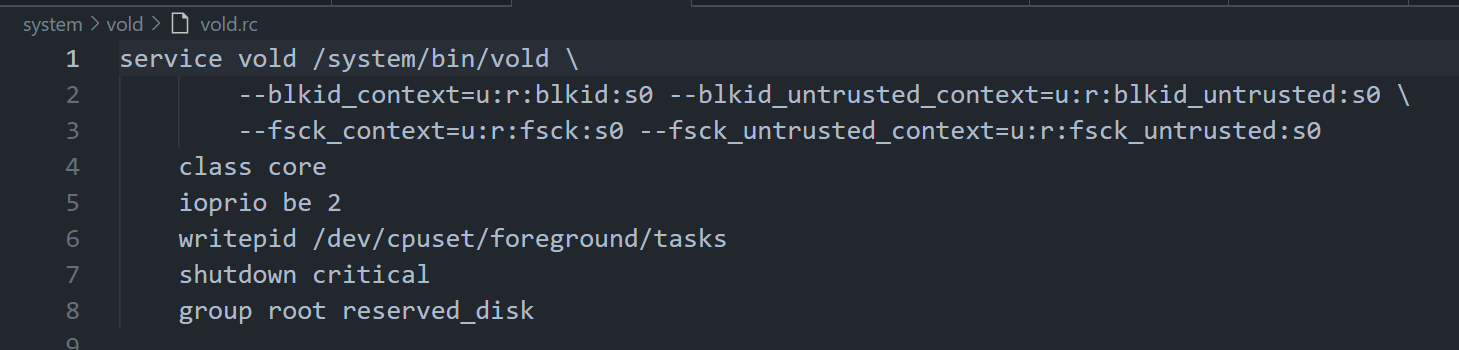 system > vold > vold.rc
1 service vold /system/bin/vold \
2 --blkid_context=u:r:blkid:s0 --blkid_untrusted_context=u:r:blkid_untrusted:s0 \
3 --fsck_context=u:r:fsck:s0 --fsck_untrusted_context=u:r:fsck_untrusted:s0
4 class core
5 ioprio be 2
6 writepid /dev/cpuset/foreground/tasks
7 shutdown critical
8 group root reserved_disk
9